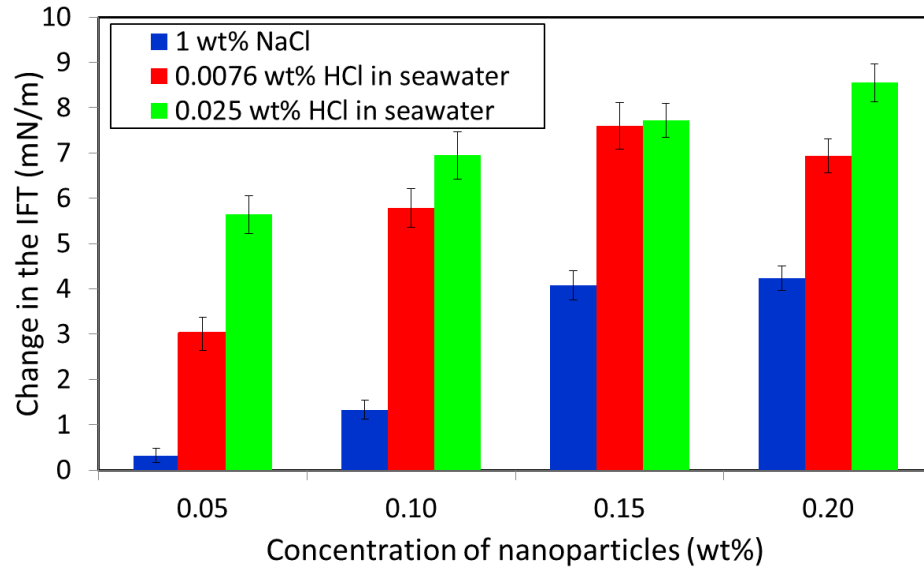 10
9
8
7
6
5
4
3
2
1
0
Change in the IFT (mN/m)
1 wt% NaCl
0.0076 wt% HCl in seawater
0.025 wt% HCl in seawater
0.05 0.10 0.15 0.20
Concentration of nanoparticles (wt%)